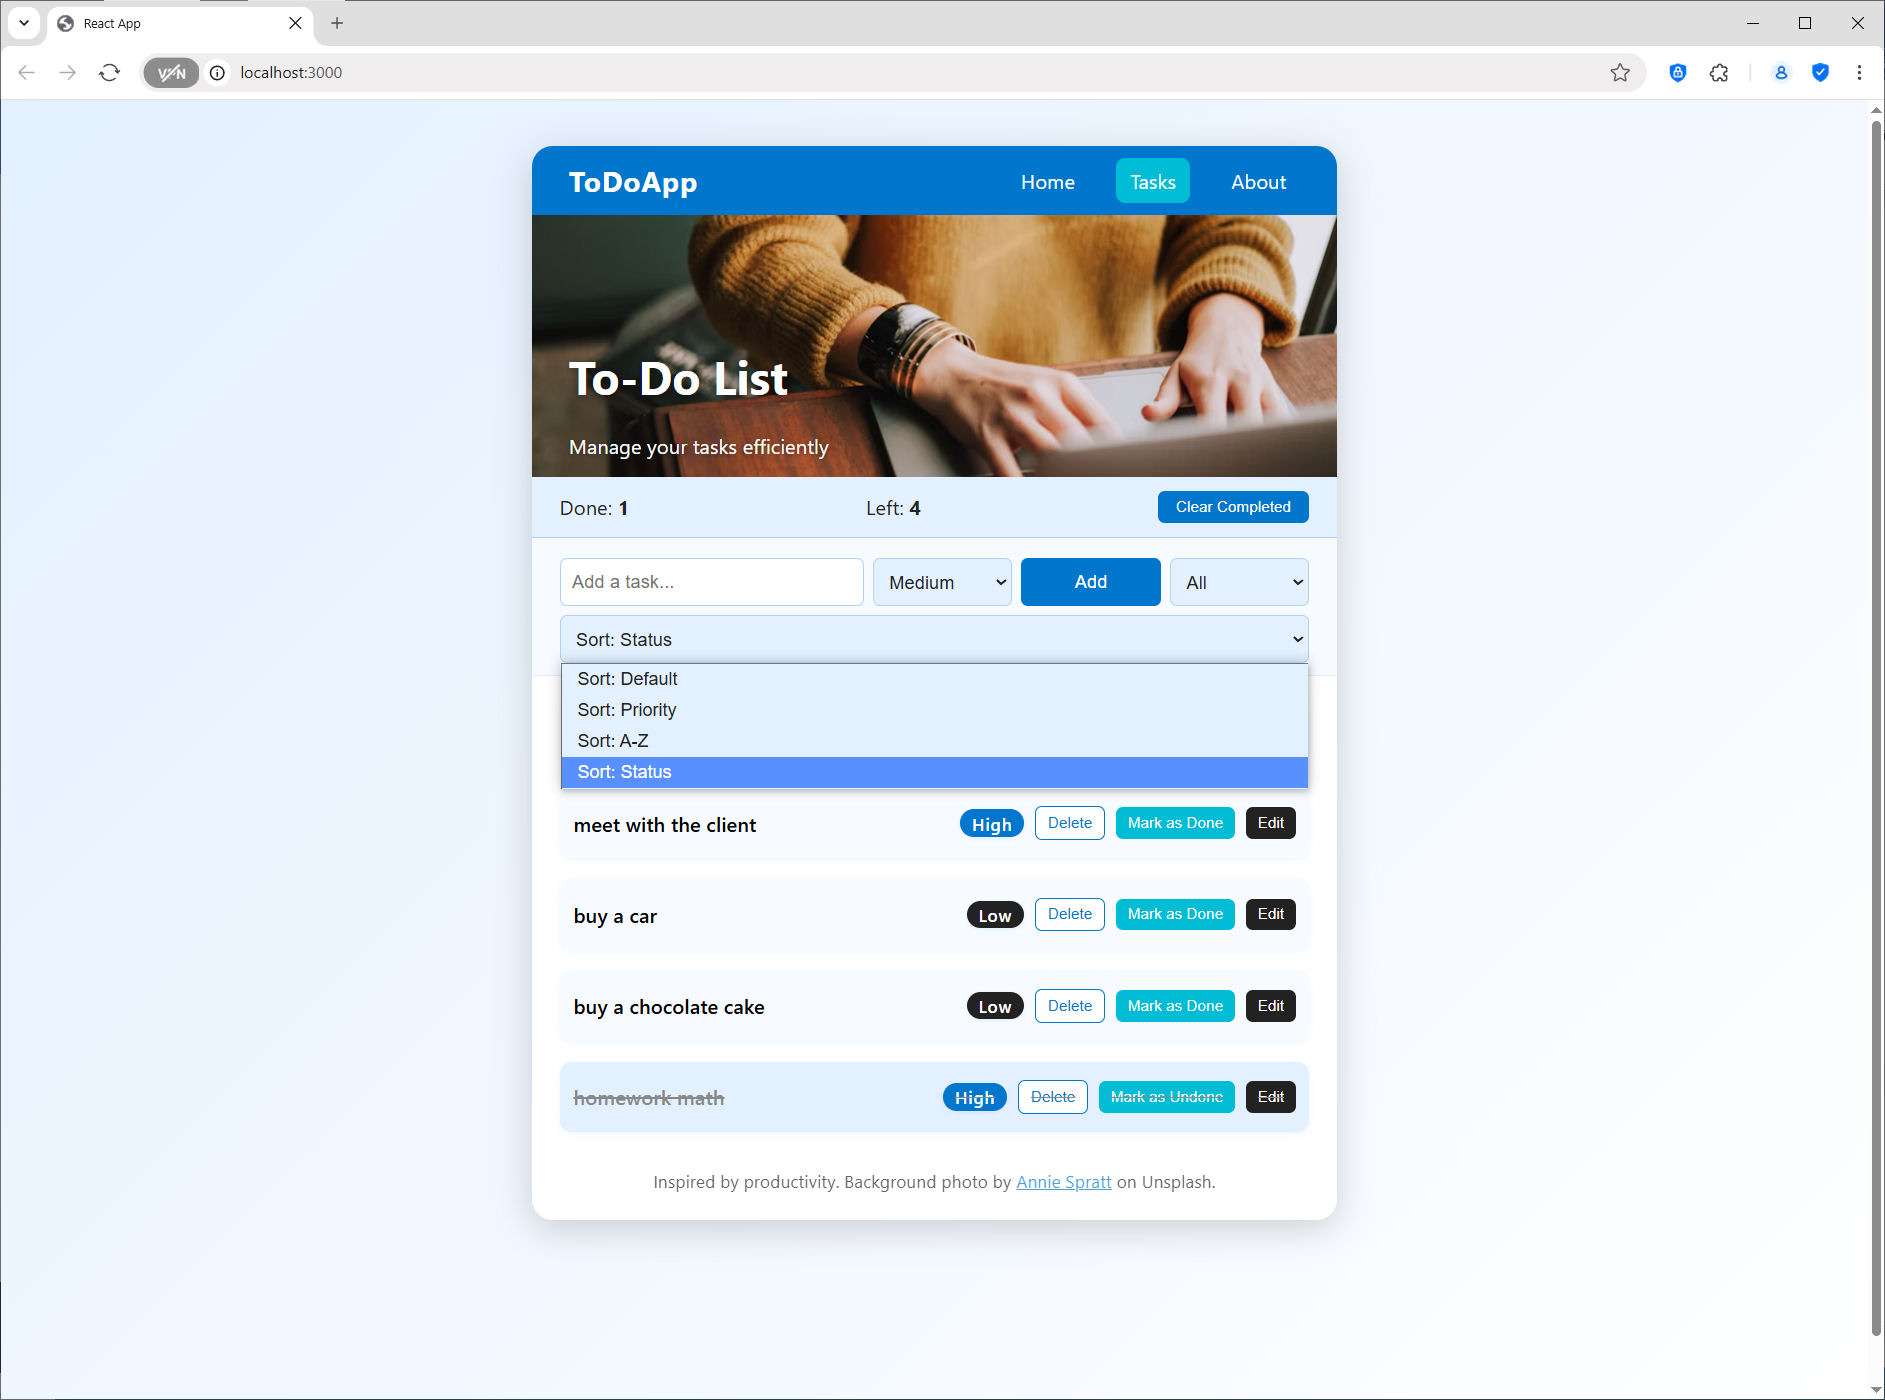 React App
VPN
localhost:3000
ToDoApp Home Tasks About
To-Do List
Manage your tasks efficiently
Done: 1 Left: 4 Clear Completed
Add a task... Medium Add All
Sort: Status
Sort: Default
Sort: Priority
Sort: A-Z
Sort: Status
meet with the client High Delete Mark as Done Edit
buy a car Low Delete Mark as Done Edit
buy a chocolate cake Low Delete Mark as Done Edit
homework math High Delete Mark as Undone Edit
Inspired by productivity. Background photo by Annie Spratt on Unsplash.